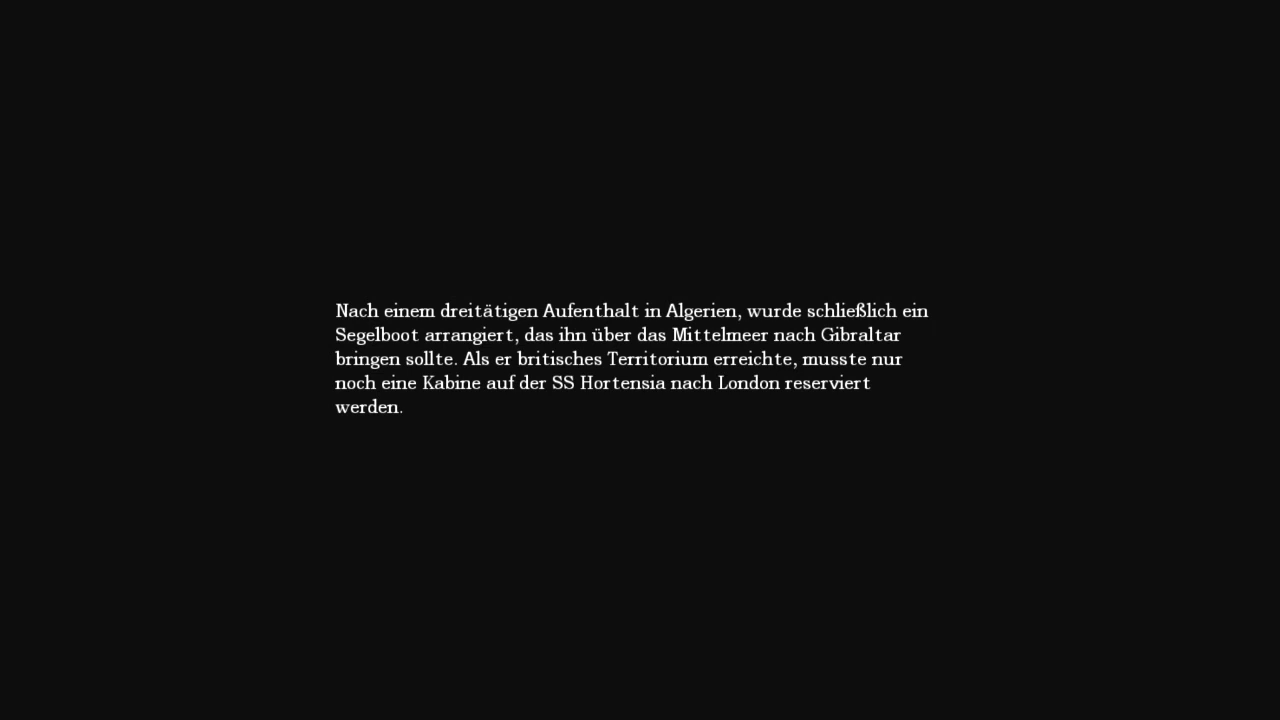 Nach einem dreitätigen Aufenthalt in Algerien, wurde schließlich ein
Segelboot arrangiert, das ihn über das Mittelmeer nach Gibraltar
bringen sollte. Als er britisches Territorium erreichte, musste nur
noch eine Kabine auf der SS Hortensia nach London reserviert
werden.